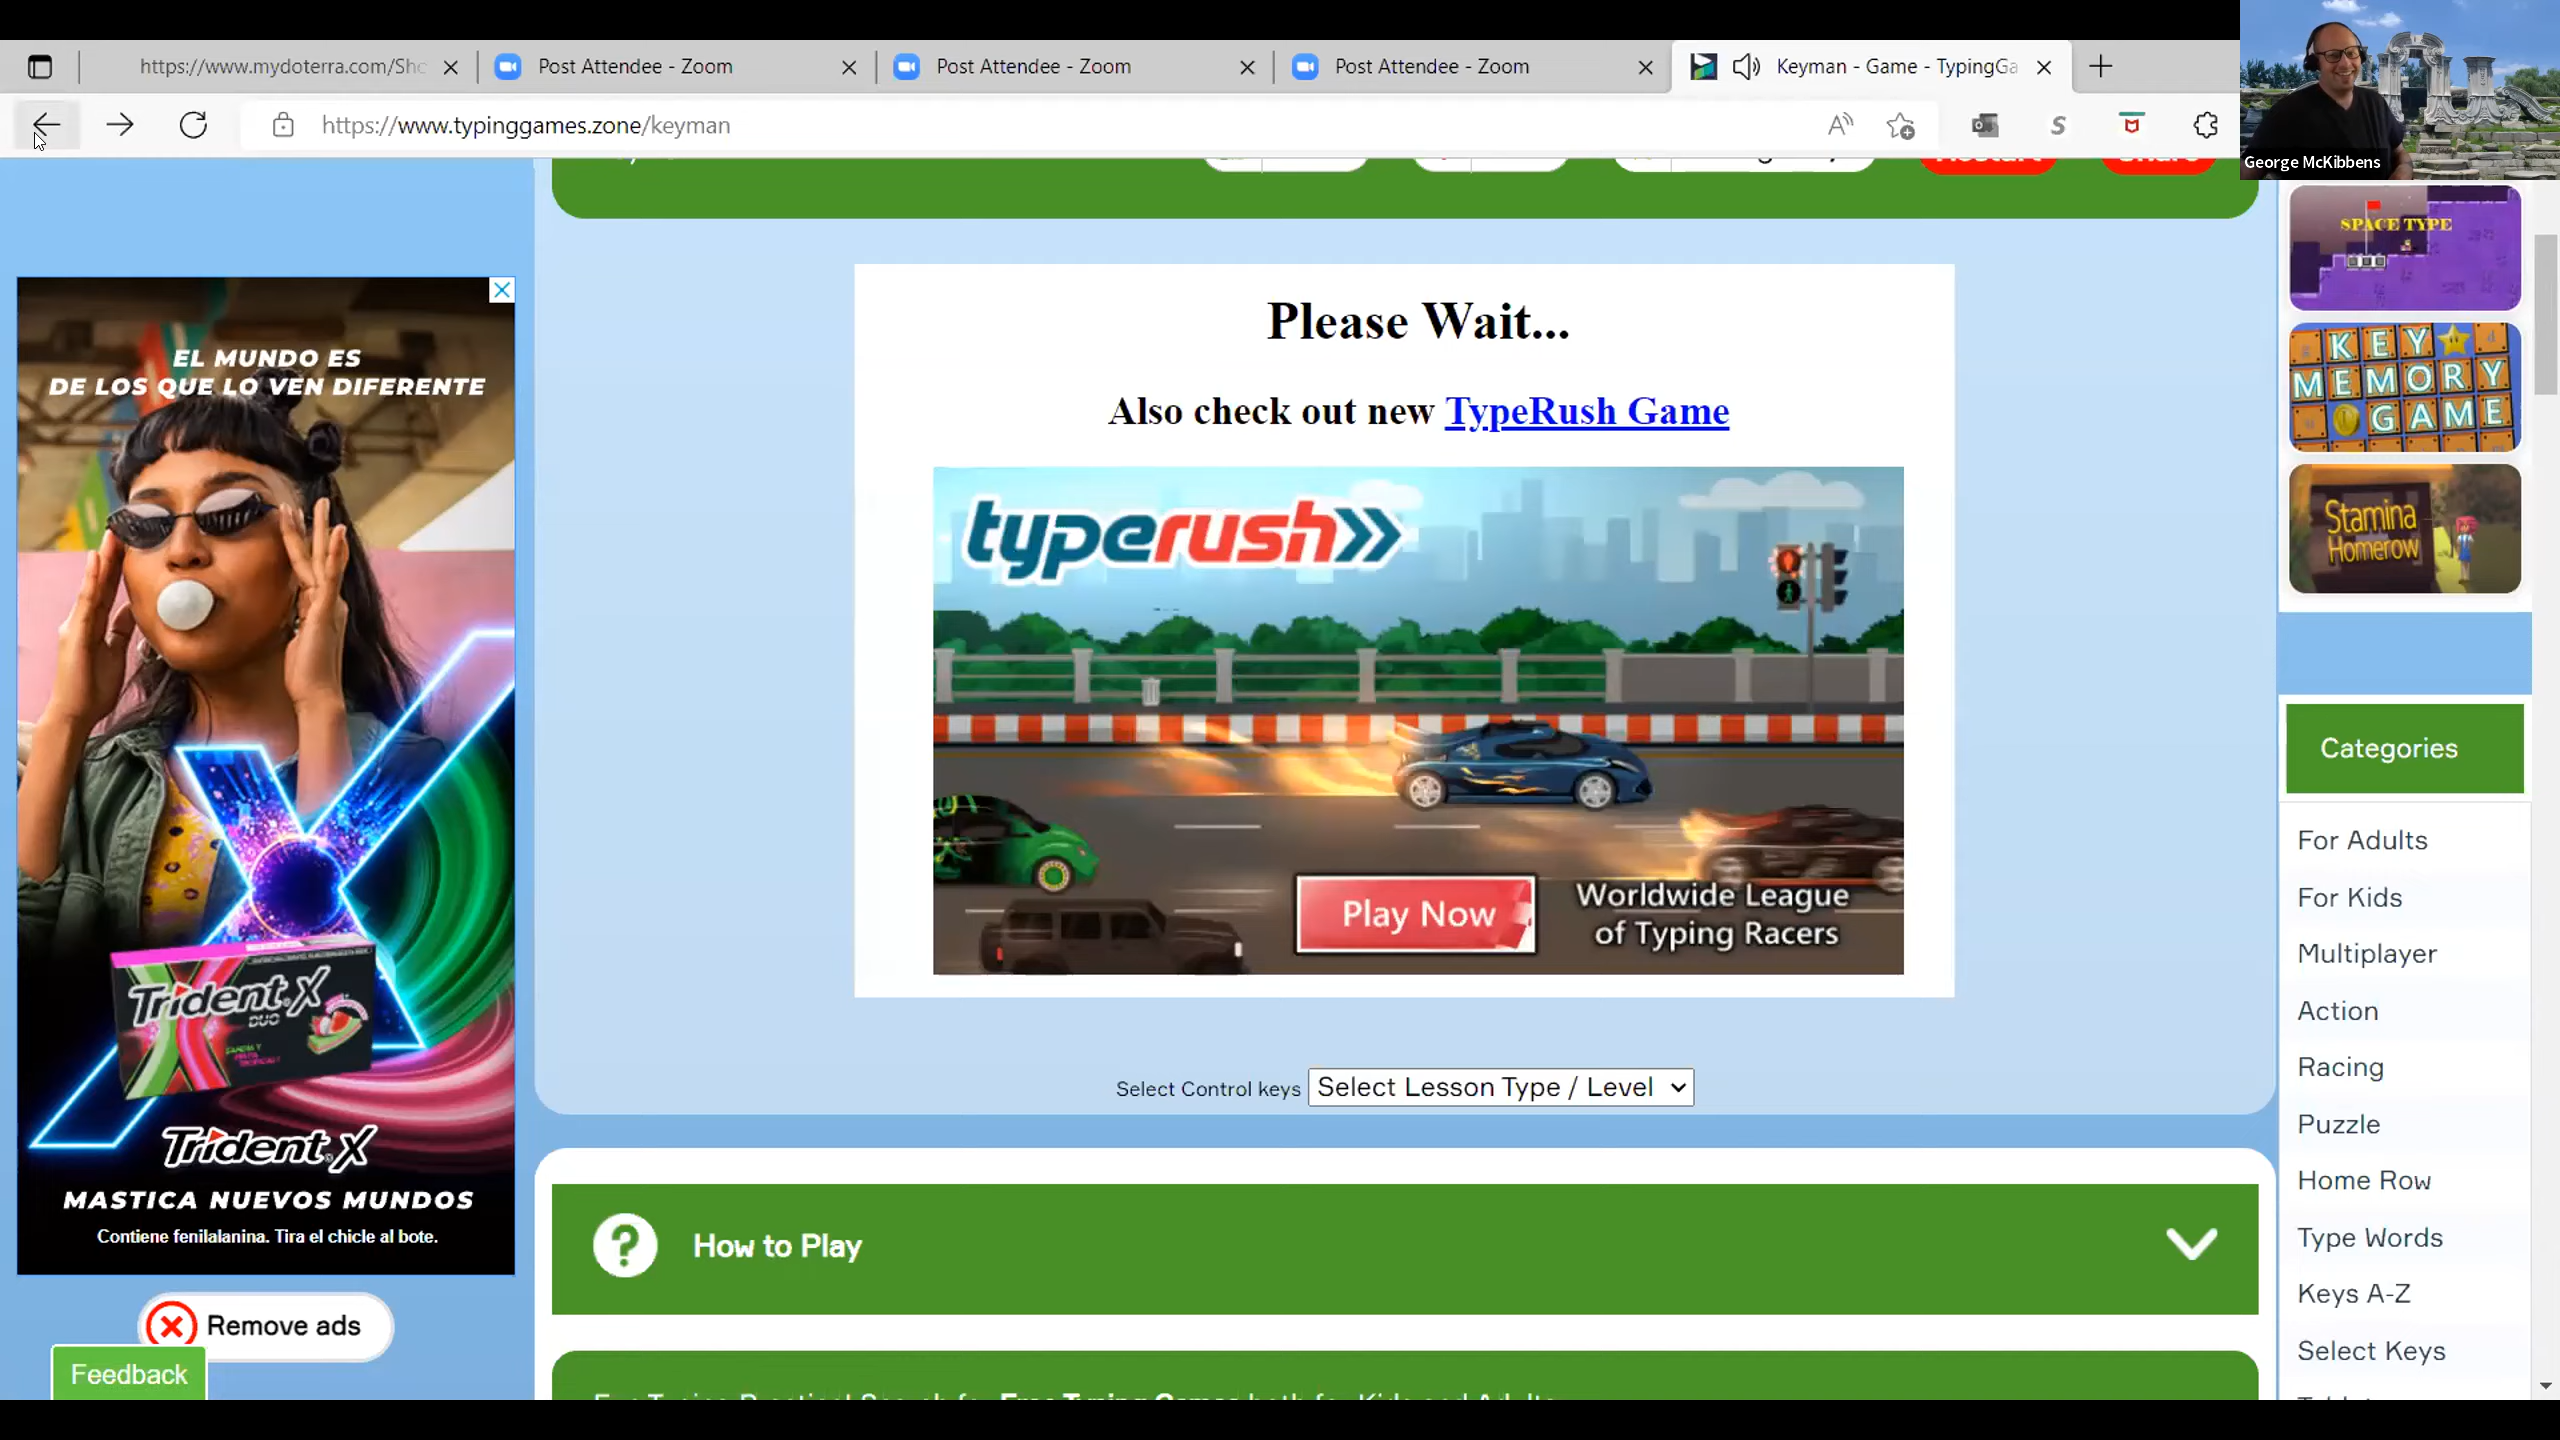 https://www.mydoterra.com/Sho
Post Attendee - Zoom
Post Attendee - Zoom
Post Attendee - Zoom
Keyman - Game - TypingGa
https://www.typinggames.zone/keyman
George McKibbens
SPACE TYPE
KEY
MEMORY
GAME
Stamina
Homerow
EL MUNDO ES
DE LOS QUE LO VEN DIFERENTE
Trident X
DUO
Trident X
MASTICA NUEVOS MUNDOS
Contiene fenilalanina. Tira el chicle al bote.
Remove ads
Feedback
Please Wait...
Also check out new TypeRush Game
typerush
Play Now
Worldwide League
of Typing Racers
Select Control keys Select Lesson Type / Level
How to Play
Categories
For Adults
For Kids
Multiplayer
Action
Racing
Puzzle
Home Row
Type Words
Keys A-Z
Select Keys